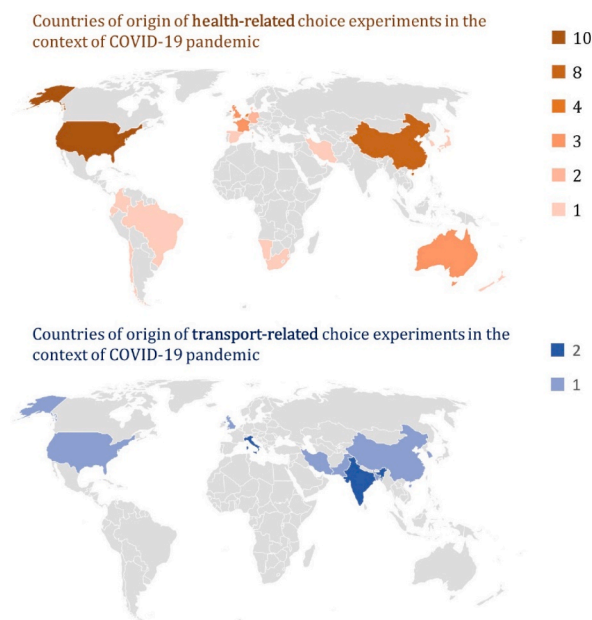 Countries of origin of health-related choice experiments in the
context of COVID-19 pandemic
10
8
4
3
2
1
Countries of origin of transport-related choice experiments in the
context of COVID-19 pandemic
2
1